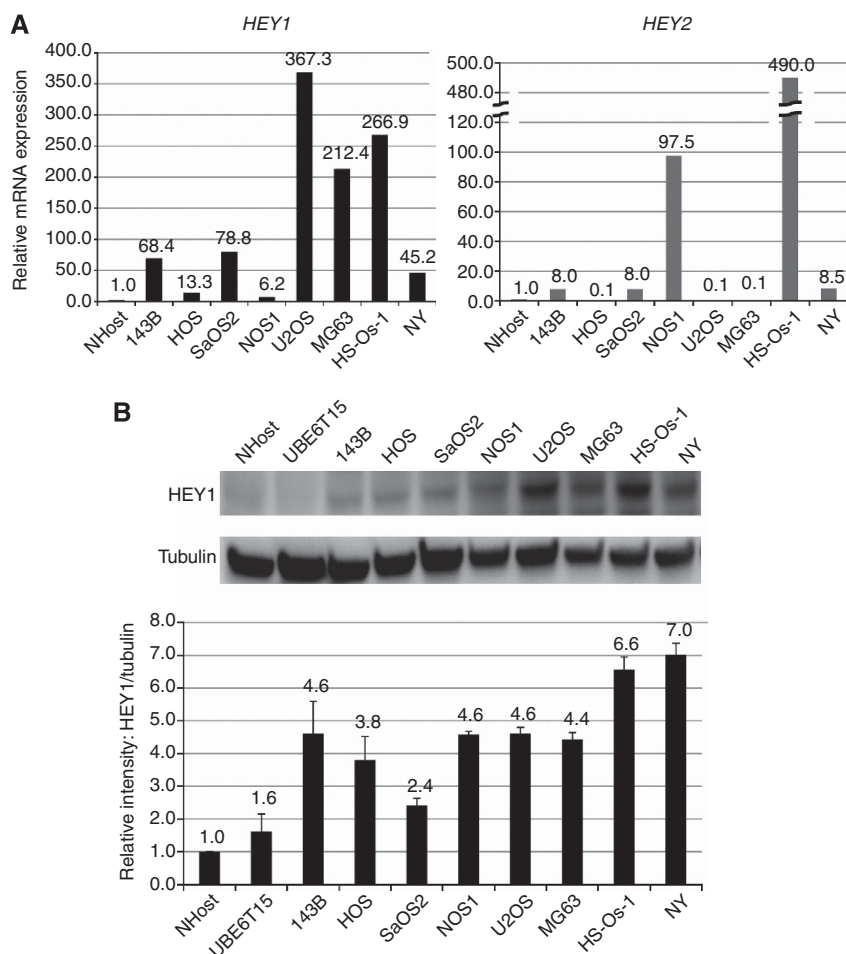 A
HEY1
HEY2
Relative mRNA expression
400.0
350.0
300.0
250.0
200.0
150.0
100.0
50.0
0.0
1.0
68.4
13.3
78.8
6.2
367.3
212.4
266.9
45.2
NHost
143B
HOS
SaOS2
NOS1
U2OS
MG63
HS-Os-1
NY
500.0
480.0
120.0
100.0
80.0
60.0
40.0
20.0
0.0
1.0
8.0
0.1
8.0
97.5
0.1
0.1
490.0
8.5
NHost
143B
HOS
SaOS2
NOS1
U2OS
MG63
HS-Os-1
NY
B
NHost
UBE6T15
143B
HOS
SaOS2
NOS1
U2OS
MG63
HS-Os-1
NY
HEY1
Tubulin
Relative intensity: HEY1/tubulin
8.0
7.0
6.0
5.0
4.0
3.0
2.0
1.0
0.0
1.0
1.6
4.6
3.8
2.4
4.6
4.6
4.4
6.6
7.0
NHost
UBE6T15
143B
HOS
SaOS2
NOS1
U2OS
MG63
HS-Os-1
NY